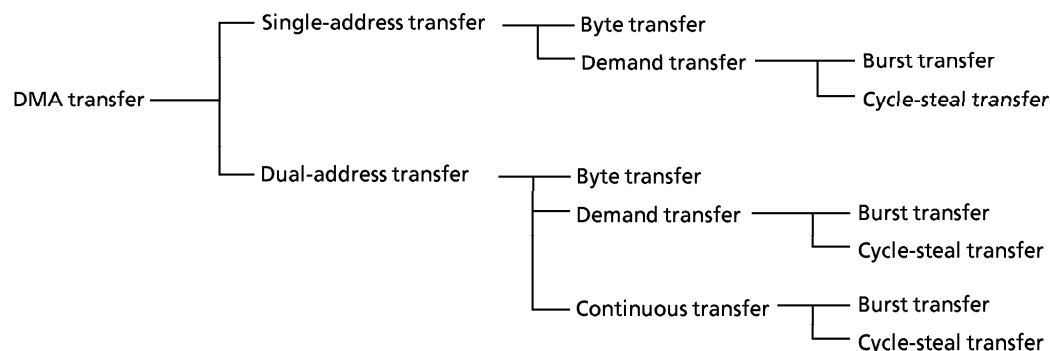 Single-address transfer
Byte transfer
Demand transfer
Burst transfer
DMA transfer
Cycle-steal transfer
Dual-address transfer
Byte transfer
Demand transfer
Burst transfer
Cycle-steal transfer
Continuous transfer
Burst transfer
Cycle-steal transfer